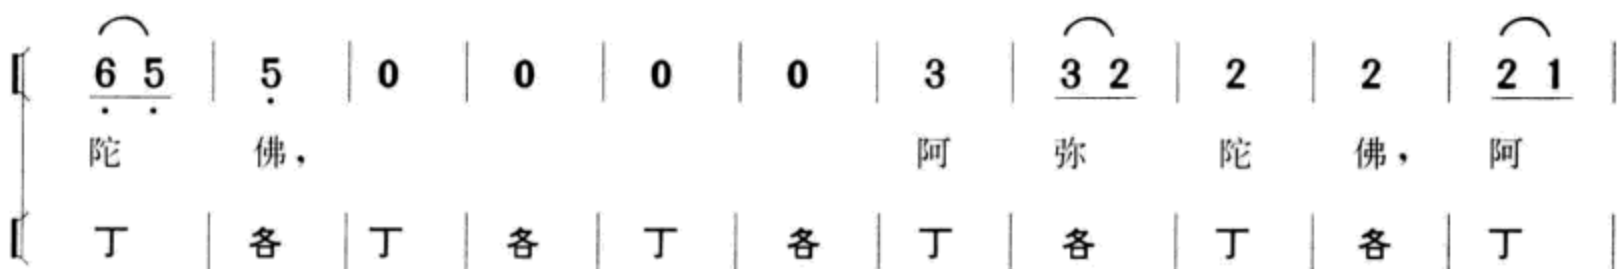 6 5 | 5 | 0 | 0 | 0 | 0 | 3 | 3 2 | 2 | 2 | 2 1 |
陀 佛， 阿 弥 陀 佛， 阿
丁 | 各 | 丁 | 各 | 丁 | 各 | 丁 | 各 | 丁 | 各 | 丁 |